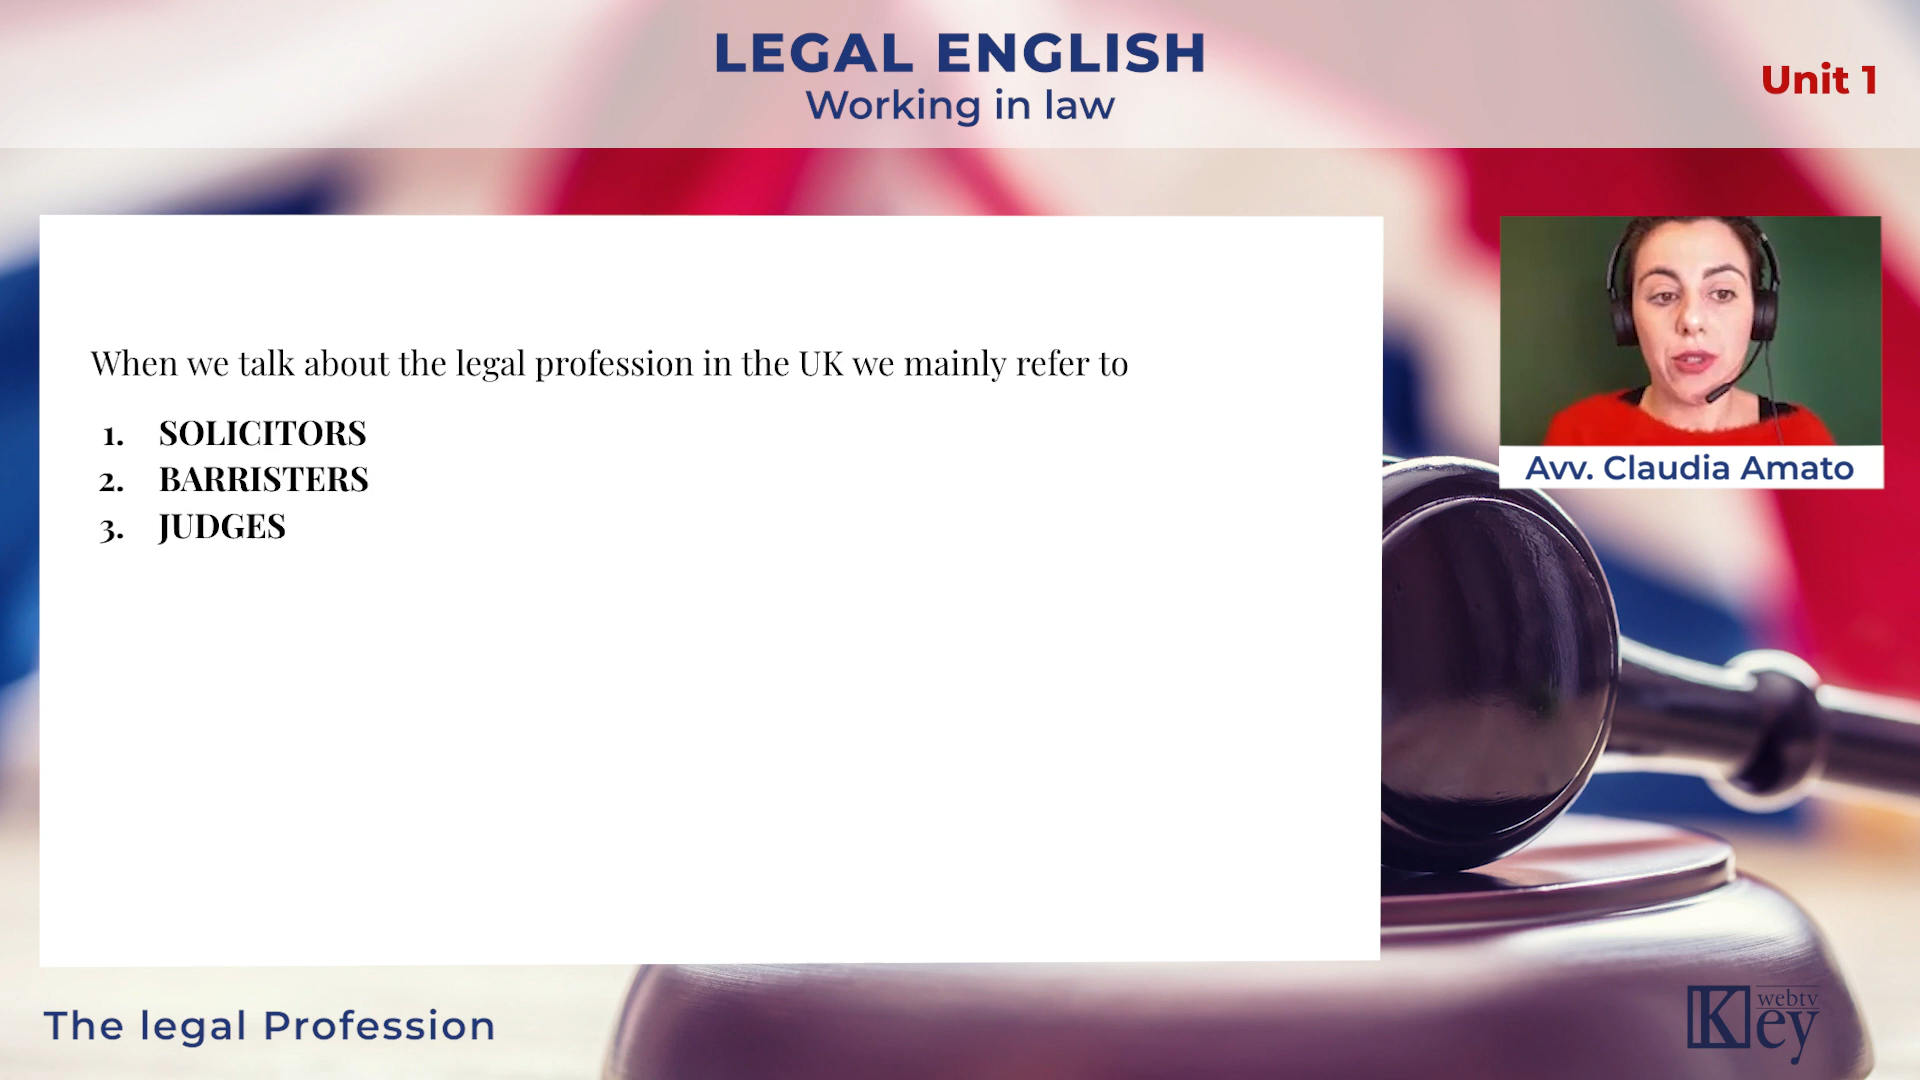 LEGAL ENGLISH
Working in law
Unit 1
When we talk about the legal profession in the UK we mainly refer to
1. SOLICITORS
2. BARRISTERS
3. JUDGES
Avv. Claudia Amato
The legal Profession
Key webtv